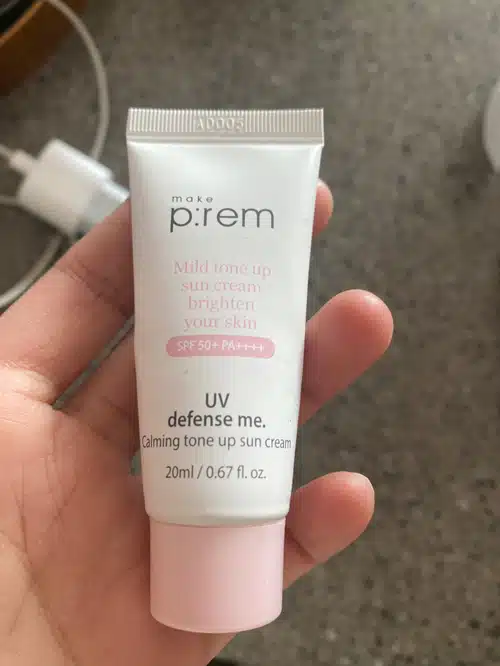 A0005
make
p:rem
Mild tone up
sun cream
brighten
your skin
SPF 50+ PA++++
UV
defense me.
Calming tone up sun cream
20ml / 0.67 fl. oz.